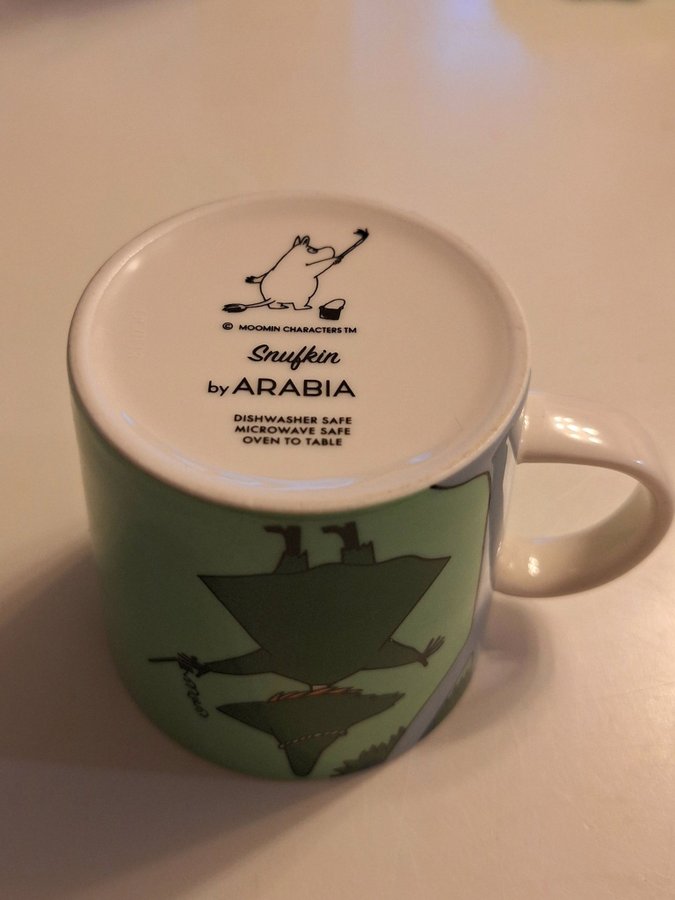 © MOOMIN CHARACTERS TM
Snufkin
by ARABIA
DISHWASHER SAFE
MICROWAVE SAFE
OVEN TO TABLE